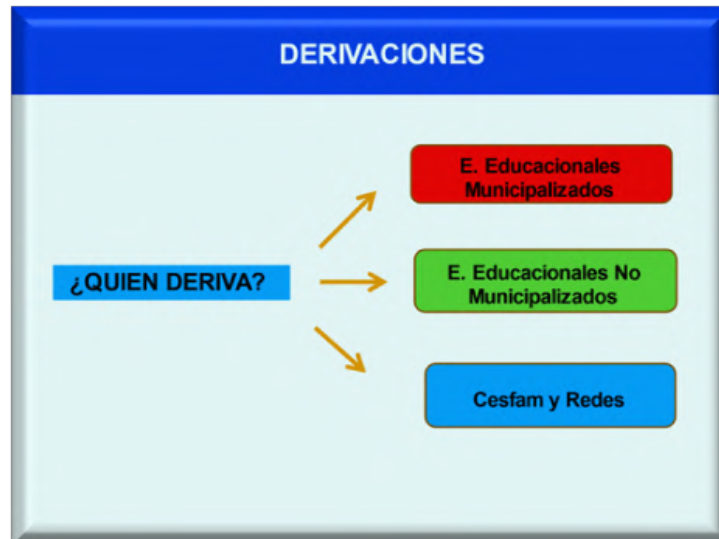 DERIVACIONES
¿QUIEN DERIVA?
E. Educacionales
Municipalizados
E. Educacionales No
Municipalizados
Cesfam y Redes